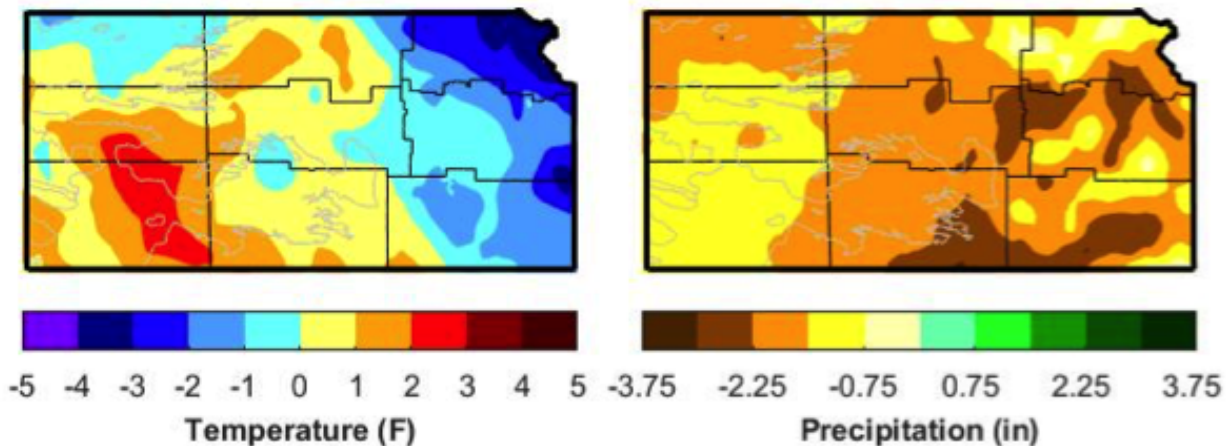 -5 -4 -3 -2 -1 0 1 2 3 4 5
Temperature (F)
-3.75 -2.25 -0.75 0.75 2.25 3.75
Precipitation (in)